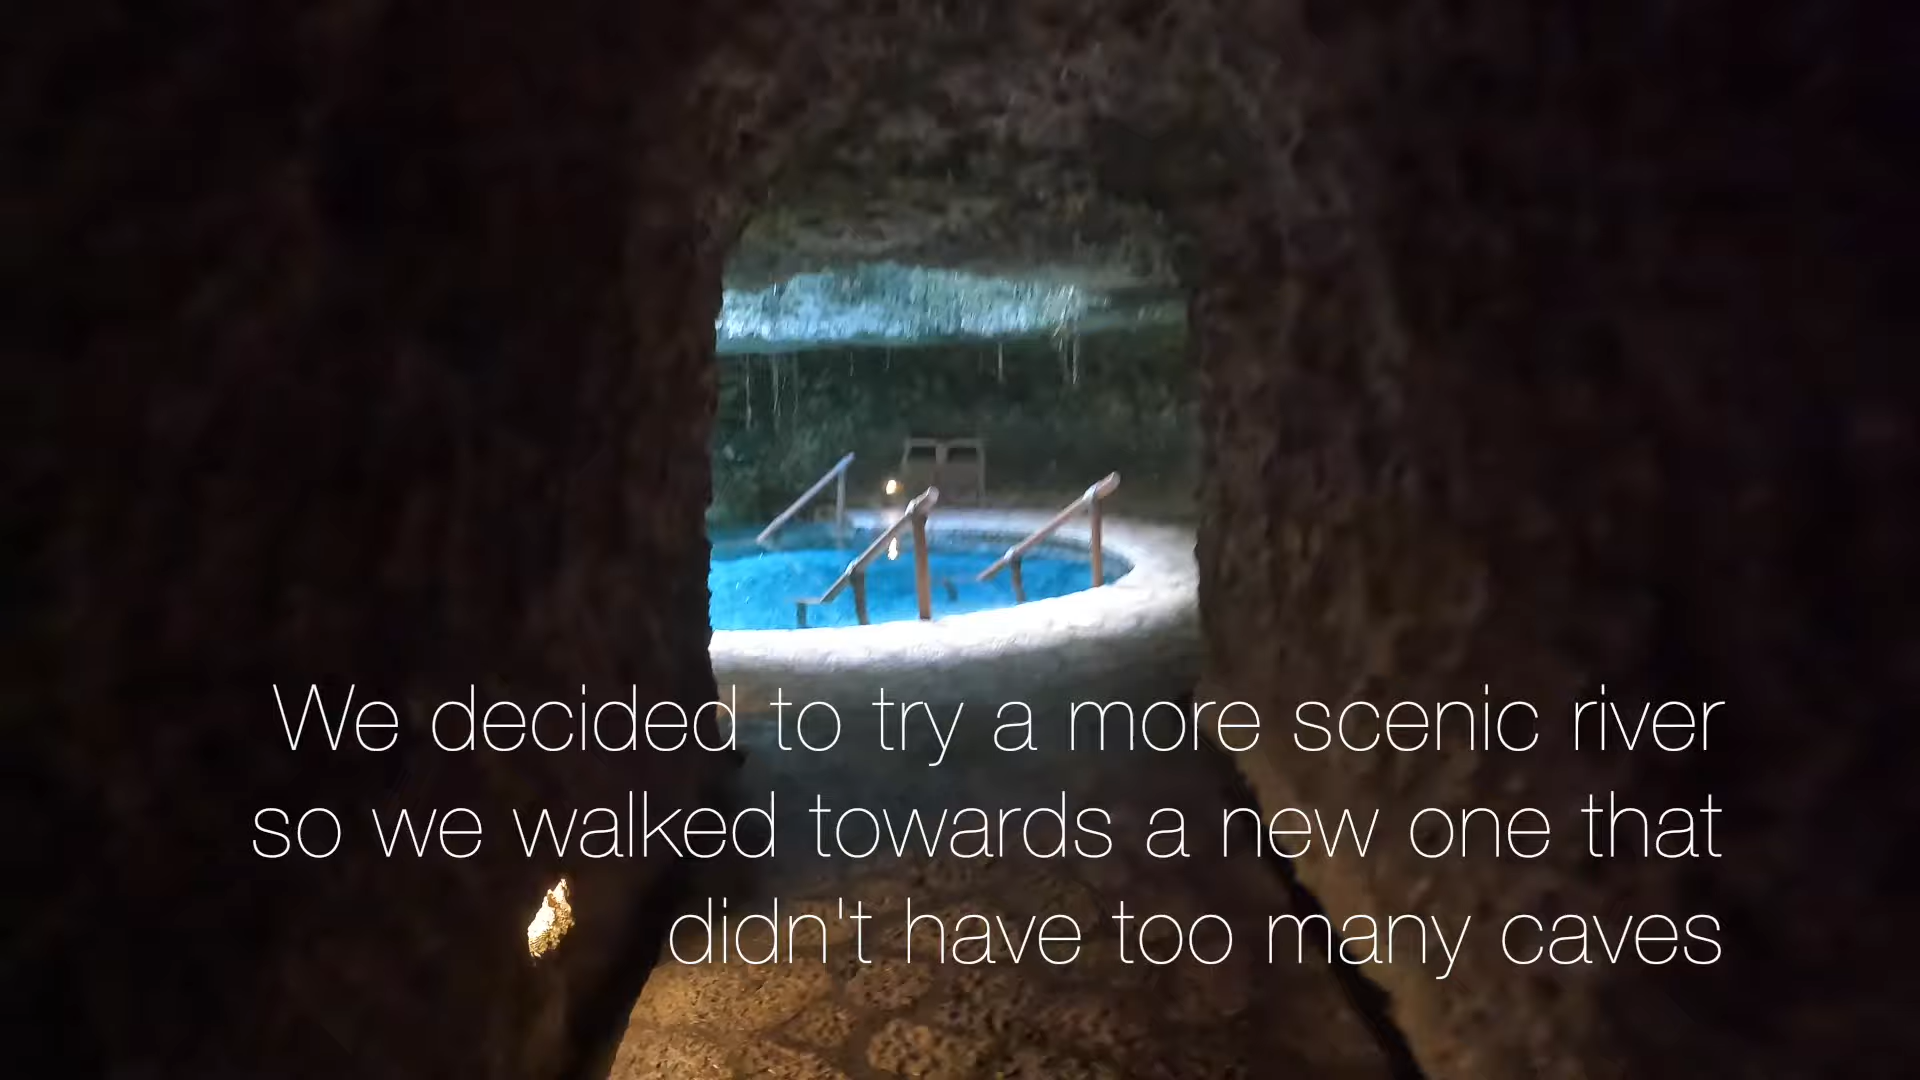 We decided to try a more scenic river
so we walked towards a new one that
didn't have too many caves